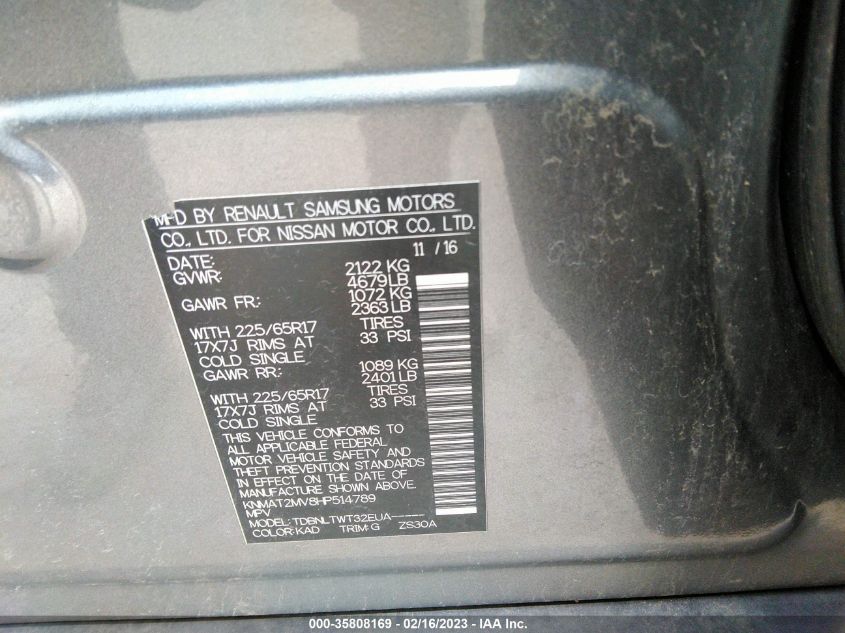 MFD BY RENAULT SAMSUNG MOTORS
CO., LTD. FOR NISSAN MOTOR CO., LTD.
DATE: 11 / 16
GVWR: 2122 KG
4679LB
GAWR FR: 1072 KG
2363 LB
WITH 225/65R17 TIRES
17X7J RIMS AT 33 PSI
COLD SINGLE
GAWR RR: 1089 KG
2401 LB
WITH 225/65R17 TIRES
17X7J RIMS AT 33 PSI
COLD SINGLE
THIS VEHICLE CONFORMS TO
ALL APPLICABLE FEDERAL
MOTOR VEHICLE SAFETY AND
THEFT PREVENTION STANDARDS
IN EFFECT ON THE DATE OF
MANUFACTURE SHOWN ABOVE.
KNMAT2MV8HP514789
MPV
MODEL: TDBNLTWT32EUA-----
COLOR:KAD TRIM:G ZS30A
000-35808169 - 02/16/2023 - IAA Inc.